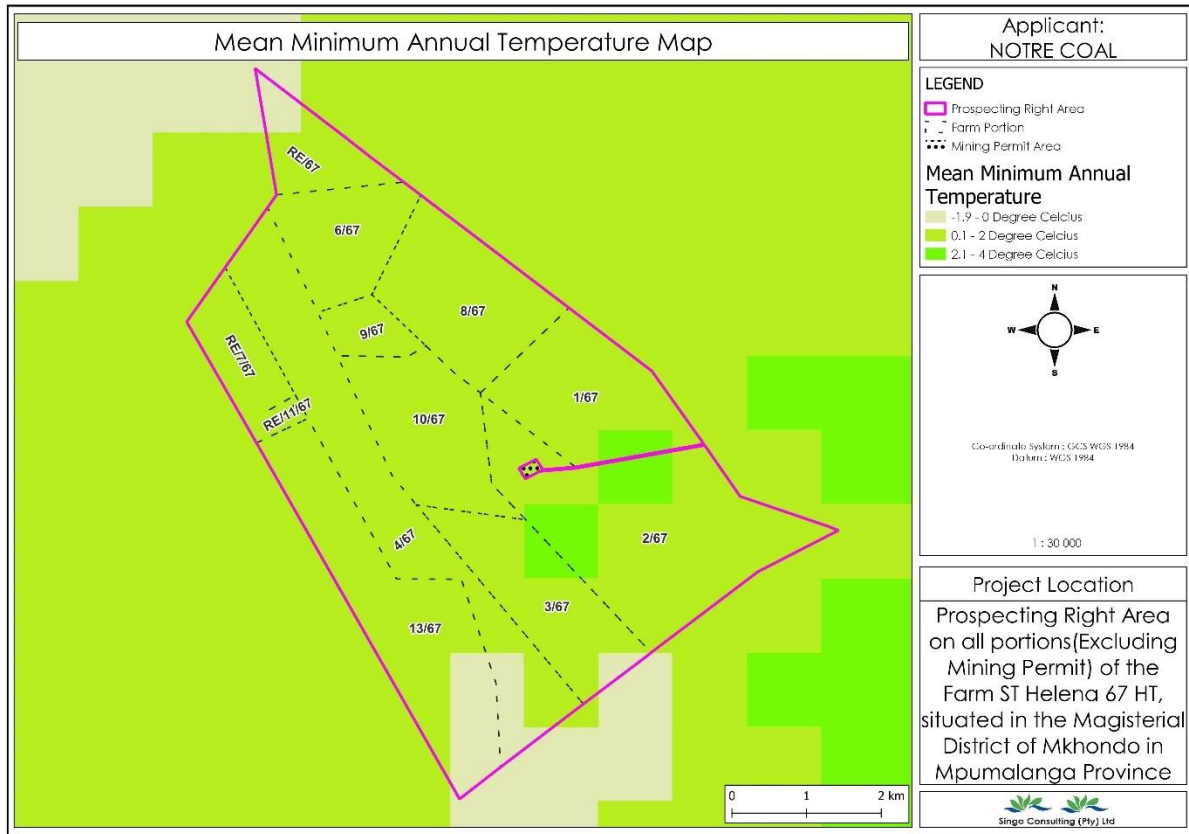 Mean Minimum Annual Temperature Map
RE/67
6/67
8/67
9/67
RE/7/67
RE/11/67
10/67
1/67
4/67
2/67
3/67
13/67
0 1 2 km
Applicant:
NOTRE COAL
LEGEND
Prospecting Right Area
Farm Portion
Mining Permit Area
Mean Minimum Annual
Temperature
-1.9 - 0 Degree Celcius
0.1 - 2 Degree Celcius
2.1 - 4 Degree Celcius
N
W E
S
Co-ordinate System : GCS WGS 1984
Datum : WGS 1984
1 : 30 000
Project Location
Prospecting Right Area
on all portions(Excluding
Mining Permit) of the
Farm ST Helena 67 HT,
situated in the Magisterial
District of Mkhondo in
Mpumalanga Province
Singo Consulting (Pty) Ltd